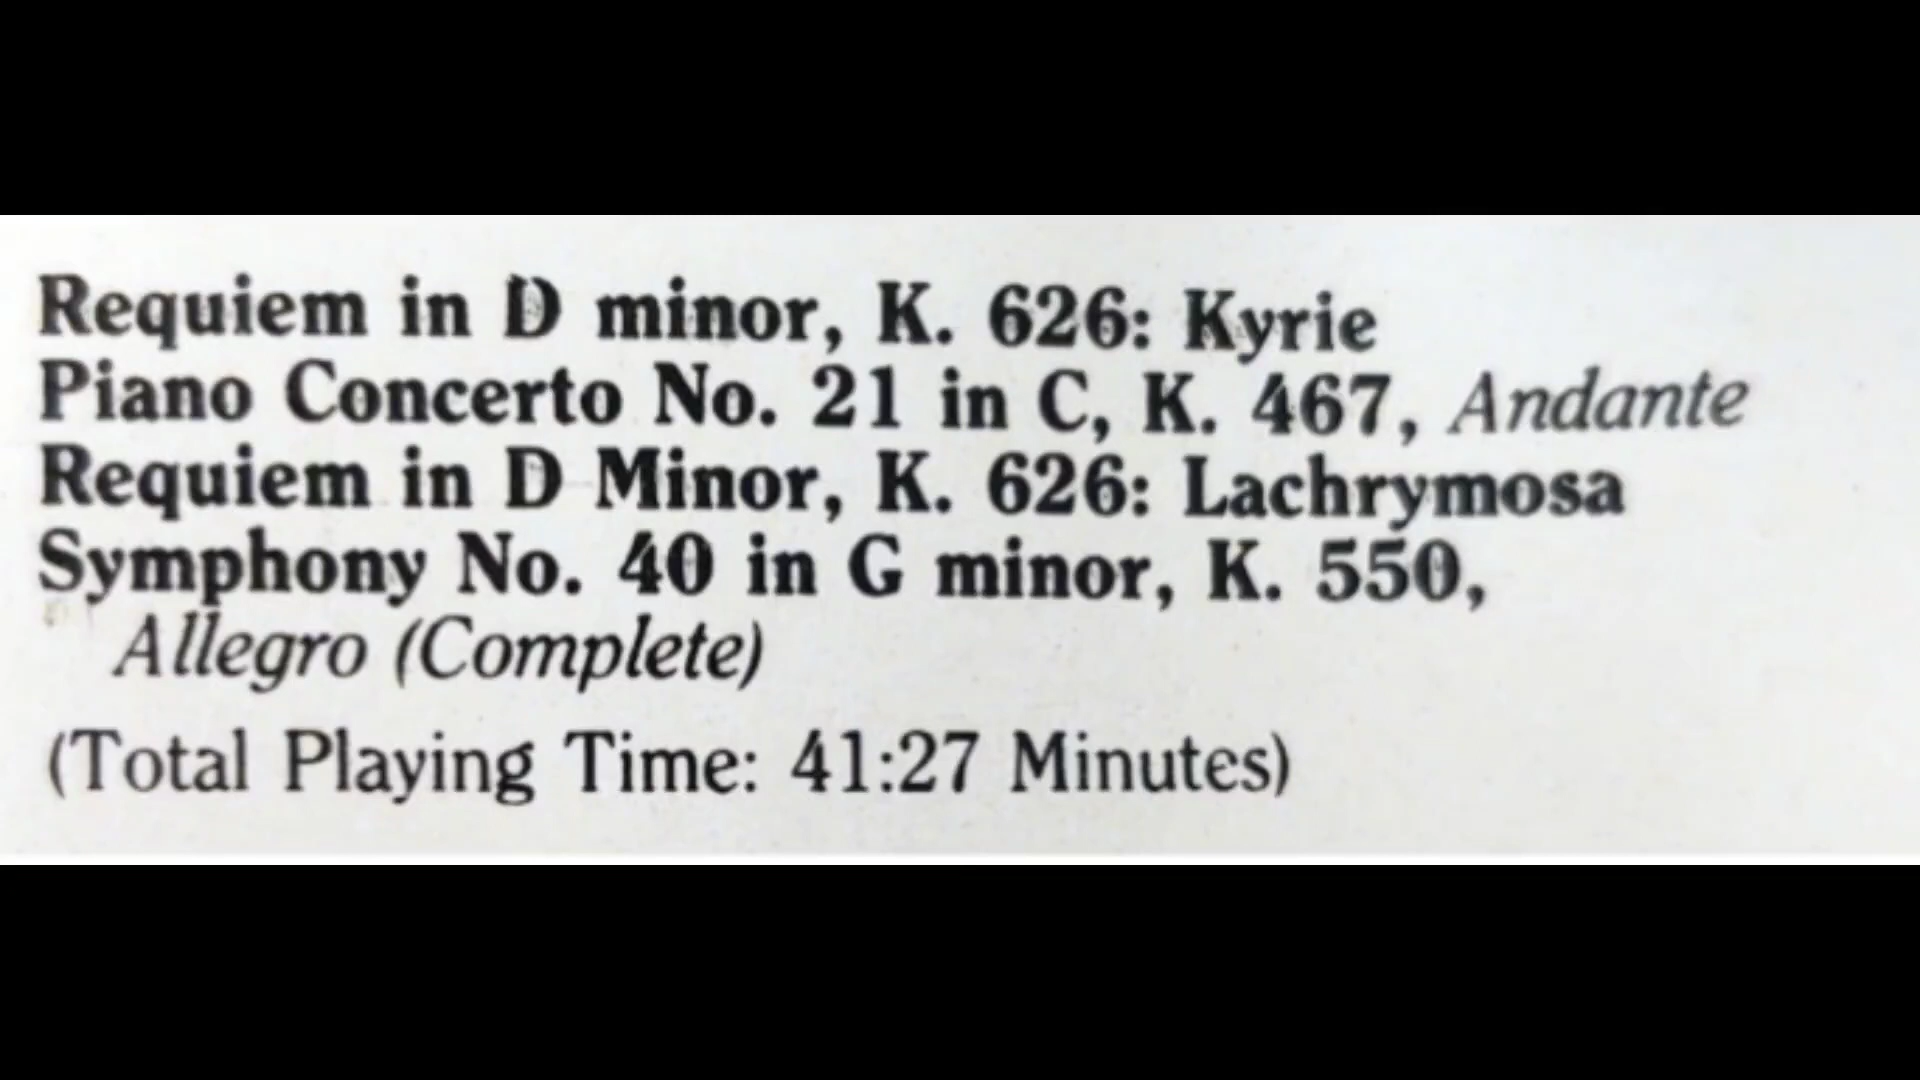 Requiem in D minor, K. 626: Kyrie
Piano Concerto No. 21 in C, K. 467, Andante
Requiem in D Minor, K. 626: Lachrymosa
Symphony No. 40 in G minor, K. 550,
Allegro (Complete)
(Total Playing Time: 41:27 Minutes)